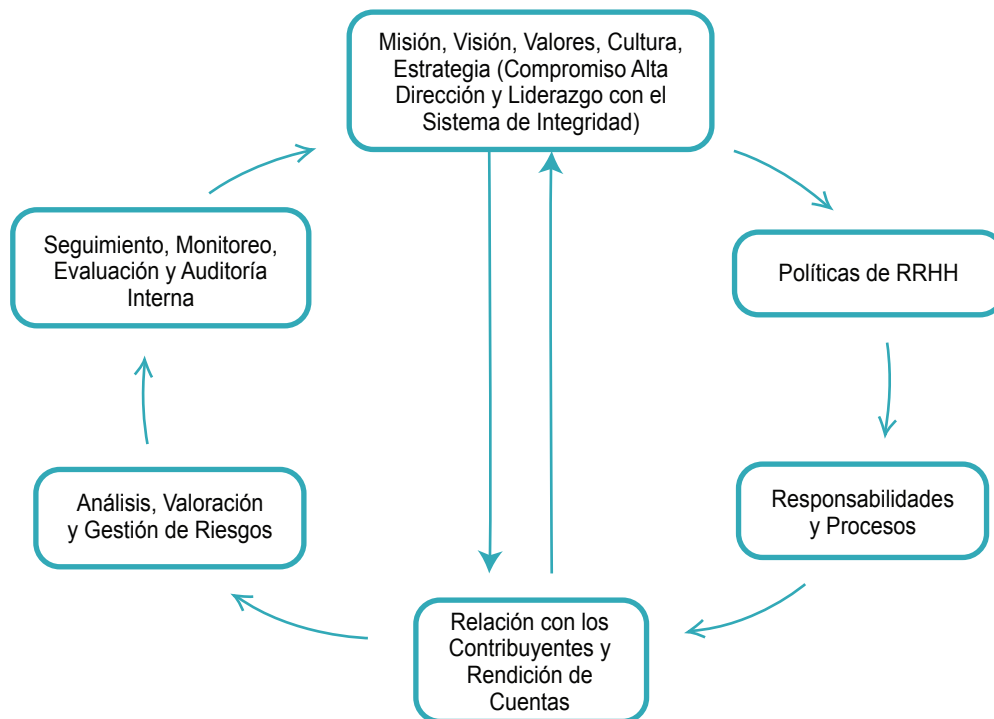 Misión, Visión, Valores, Cultura,
Estrategia (Compromiso Alta
Dirección y Liderazgo con el
Sistema de Integridad)
Seguimiento, Monitoreo,
Evaluación y Auditoría
Interna
Políticas de RRHH
Análisis, Valoración
y Gestión de Riesgos
Responsabilidades
y Procesos
Relación con los
Contribuyentes y
Rendición de
Cuentas